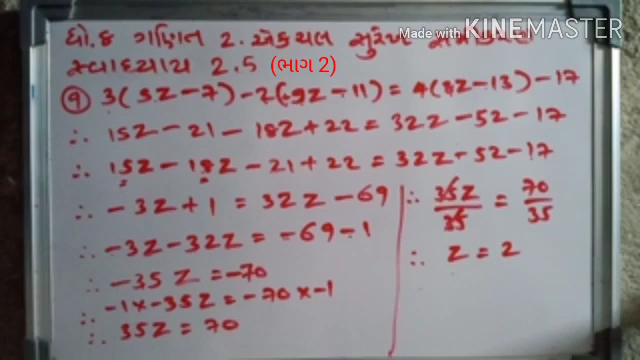 Made with KINEMASTER
ધો.૮ ગણિત 2. એકચલ સુરેખ
સ્વાધ્યાય 2.5 (ભાગ 2)
૧ 3(5Z-7)-2(9Z-11)=4(8Z-13)-17
∴ 15Z-21-18Z+22=32Z-52-17
∴ 15Z-18Z-21+22=32Z-52-17
∴ -3Z+1=32Z-69
∴ -3Z-32Z=-69-1
∴ -35Z=-70
∴ -1×-35Z=-70×-1
∴ 35Z=70
∴ 35Z/35=70/35
∴ Z=2